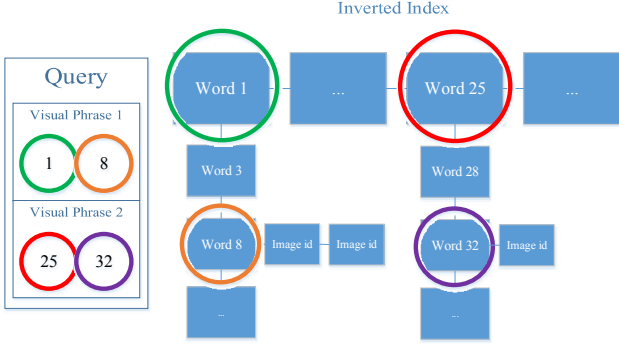 Inverted Index
Query
Visual Phrase 1
1 8
Visual Phrase 2
25 32
Word 1 ... Word 25 ...
Word 3 Word 28
Word 8 Image id Image id Word 32 Image id
... ...